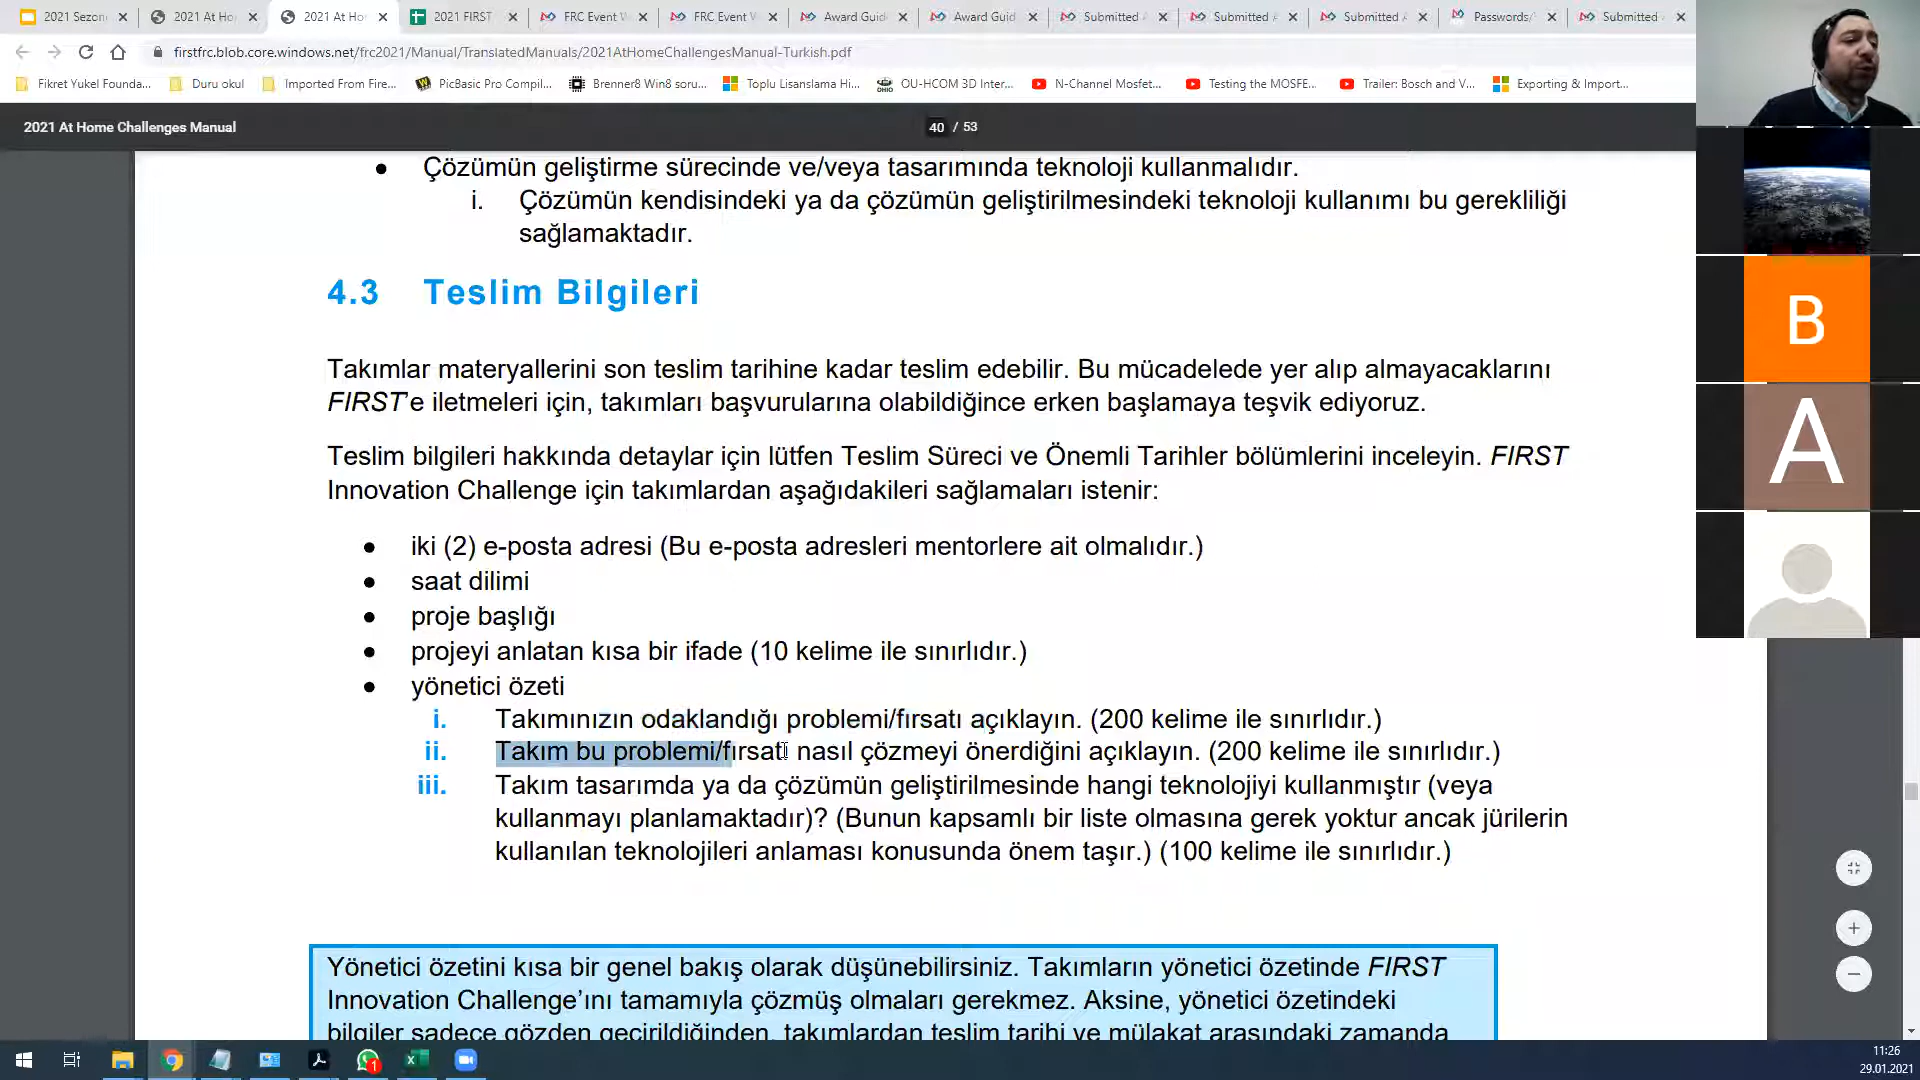 2021 Sezon
2021 At Ho
2021 At Ho
2021 FIRST
FRC Event W
FRC Event W
Award Guid
Award Guid
Submitted
Submitted
Submitted
Passwords/
Submitted
firstfrc.blob.core.windows.net/frc2021/Manual/TranslatedManuals/2021AtHomeChallengesManual-Turkish.pdf
Fikret Yukel Founda...
Duru okul
Imported From Fire...
PicBasic Pro Compil...
Brenner8 Win8 soru...
Toplu Lisanslama Hi...
OU-HCOM 3D Inter...
N-Channel Mosfet...
Testing the MOSFE...
Trailer: Bosch and V...
Exporting & Import...
2021 At Home Challenges Manual
40 / 53
• Çözümün geliştirme sürecinde ve/veya tasarımında teknoloji kullanmalıdır.
i. Çözümün kendisindeki ya da çözümün geliştirilmesindeki teknoloji kullanımı bu gerekliliği
sağlamaktadır.
4.3 Teslim Bilgileri
Takımlar materyallerini son teslim tarihine kadar teslim edebilir. Bu mücadelede yer alıp almayacaklarını
FIRST'e iletmeleri için, takımları başvurularına olabildiğince erken başlamaya teşvik ediyoruz.
Teslim bilgileri hakkında detaylar için lütfen Teslim Süreci ve Önemli Tarihler bölümlerini inceleyin. FIRST
Innovation Challenge için takımlardan aşağıdakileri sağlamaları istenir:
• iki (2) e-posta adresi (Bu e-posta adresleri mentorlere ait olmalıdır.)
• saat dilimi
• proje başlığı
• projeyi anlatan kısa bir ifade (10 kelime ile sınırlıdır.)
• yönetici özeti
i. Takımınızın odaklandığı problemi/fırsatı açıklayın. (200 kelime ile sınırlıdır.)
ii. Takım bu problemi/fırsatı nasıl çözmeyi önerdiğini açıklayın. (200 kelime ile sınırlıdır.)
iii. Takım tasarımda ya da çözümün geliştirilmesinde hangi teknolojiyi kullanmıştır (veya
kullanmayı planlamaktadır)? (Bunun kapsamlı bir liste olmasına gerek yoktur ancak jürilerin
kullanılan teknolojileri anlaması konusunda önem taşır.) (100 kelime ile sınırlıdır.)
Yönetici özetini kısa bir genel bakış olarak düşünebilirsiniz. Takımların yönetici özetinde FIRST
Innovation Challenge'ını tamamıyla çözmüş olmaları gerekmez. Aksine, yönetici özetindeki
bilgiler sadece gözden geçirildiğinden, takımlardan teslim tarihi ve mülakat arasındaki zamanda
B
A
1
11:26
29.01.2021